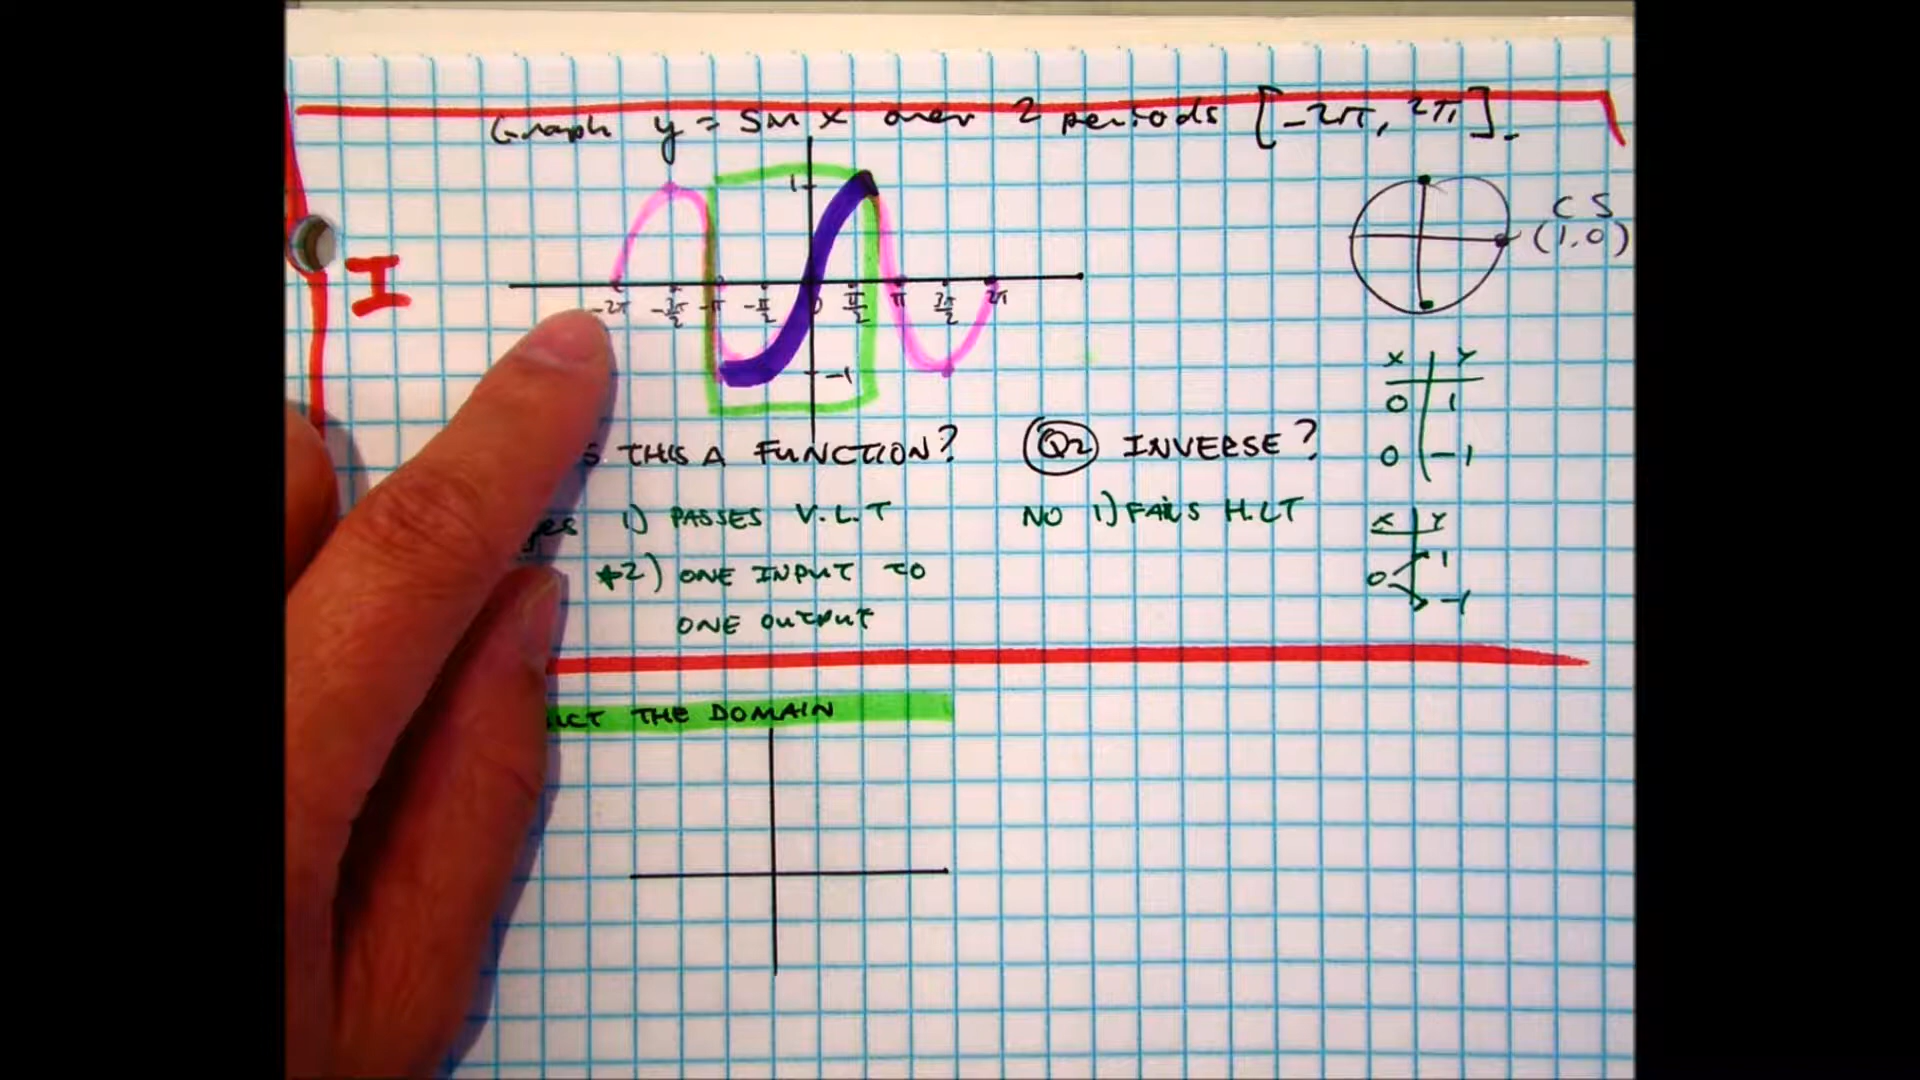 Graph y = sin x over 2 periods [-2π, 2π].
I
1
-2π -3π/2 -π -π/2 0 π/2 π 3π/2 2π
-1
C S
(1,0)
X Y
0 1
0 -1
THIS A FUNCTION?
yes 1) PASSES V.L.T
*2) ONE INPUT TO
ONE OUTPUT
Q2 INVERSE?
NO 1) FAILS H.L.T
X Y
0 1
-1
THE DOMAIN